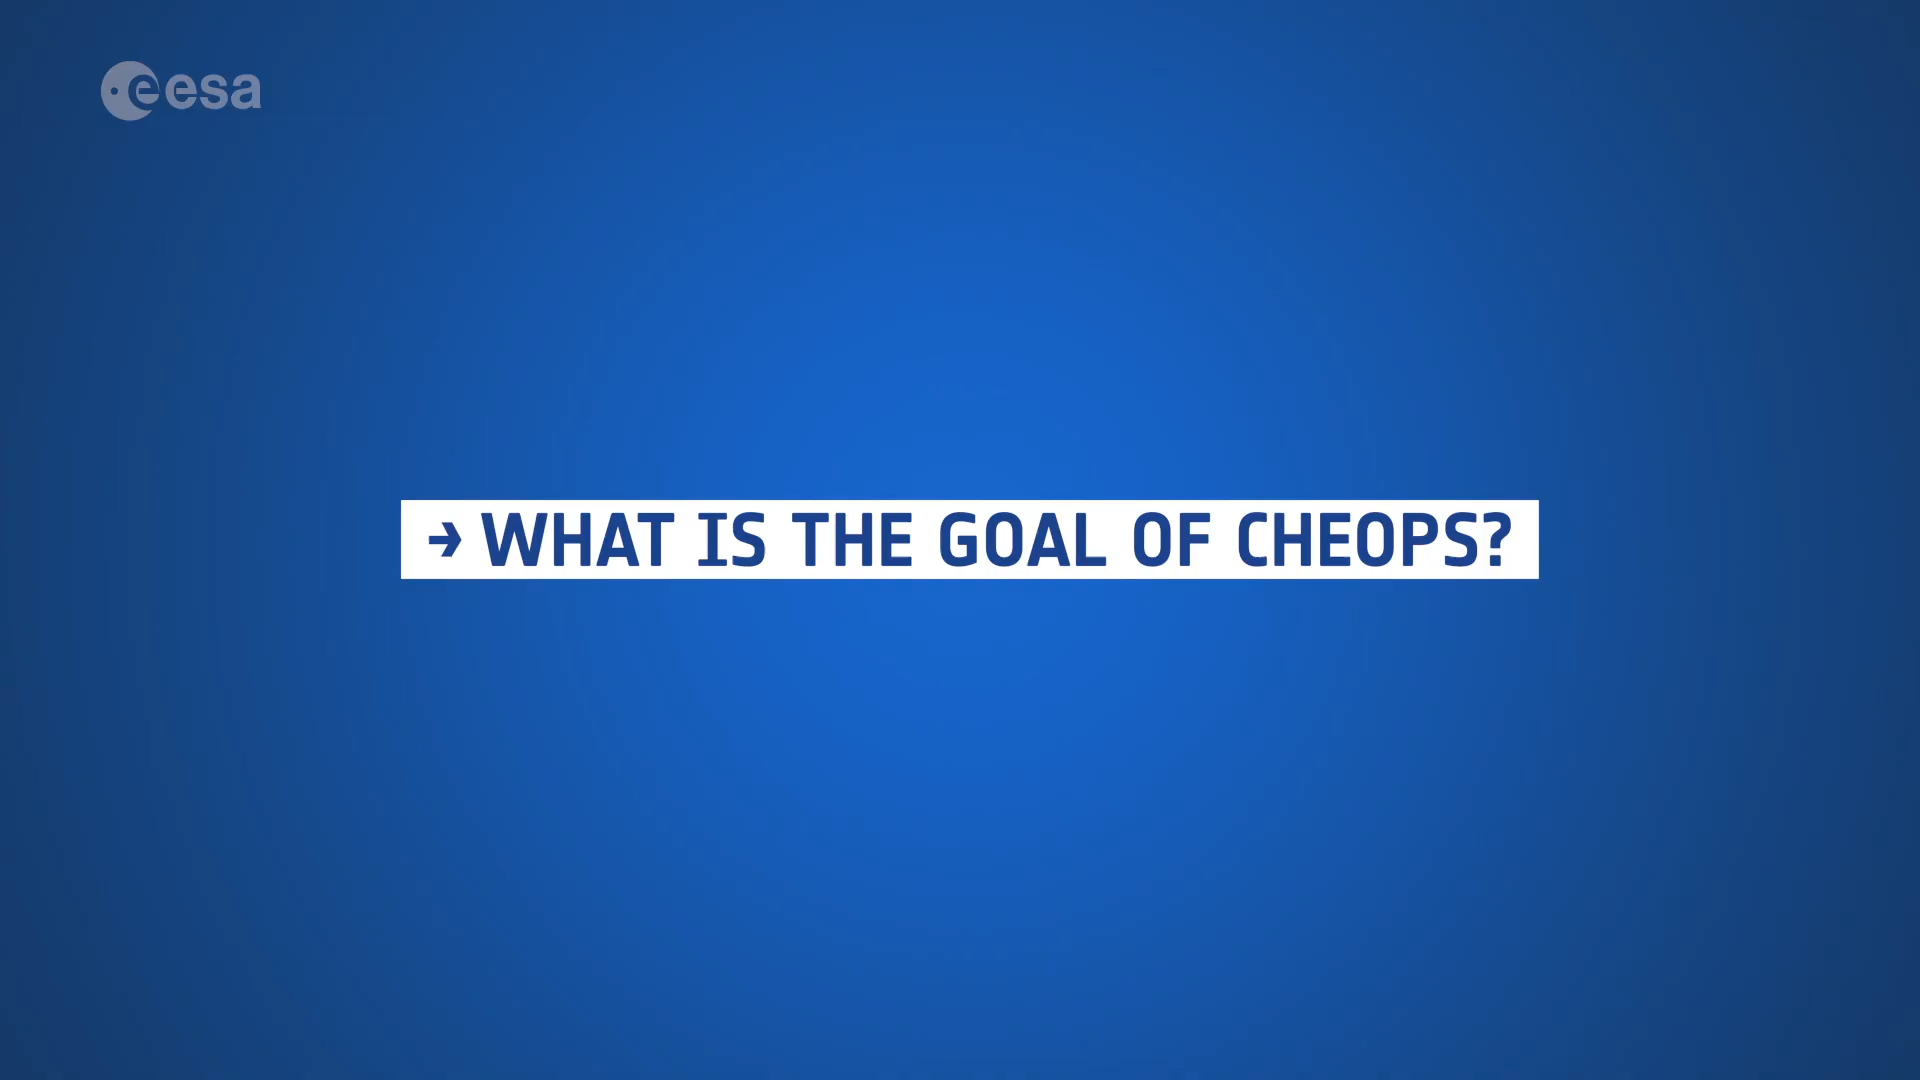 esa
→ WHAT IS THE GOAL OF CHEOPS?